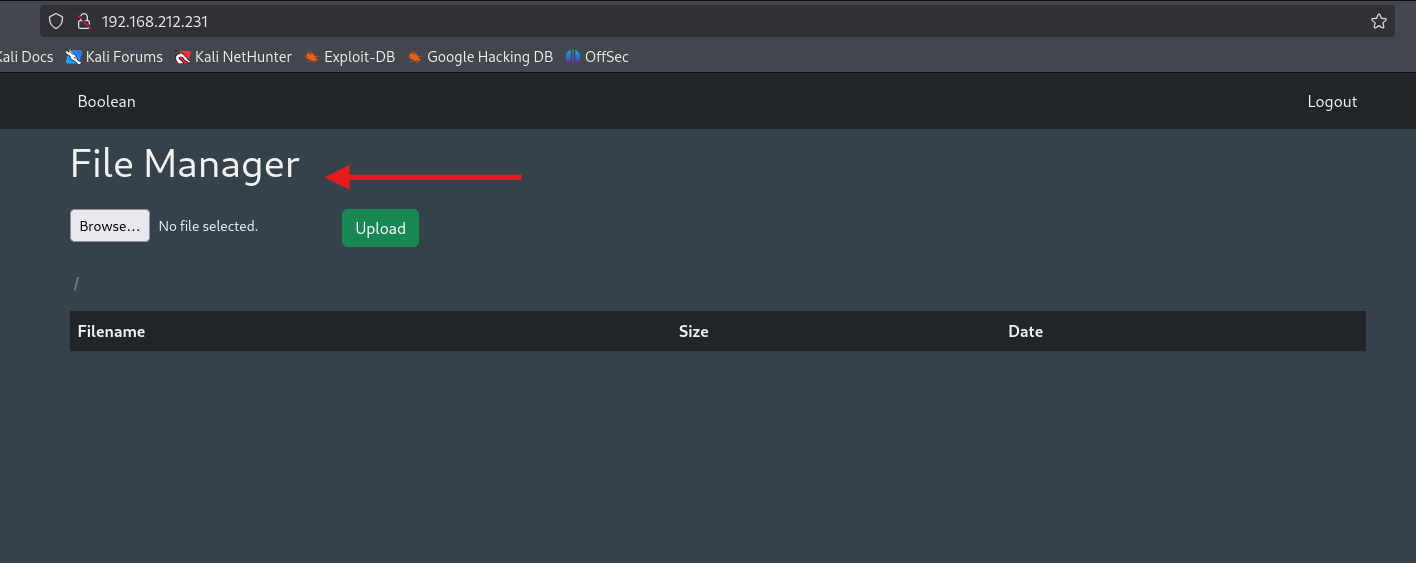 192.168.212.231
Kali Docs Kali Forums Kali NetHunter Exploit-DB Google Hacking DB OffSec
Boolean Logout
File Manager
Browse... No file selected. Upload
/
Filename Size Date